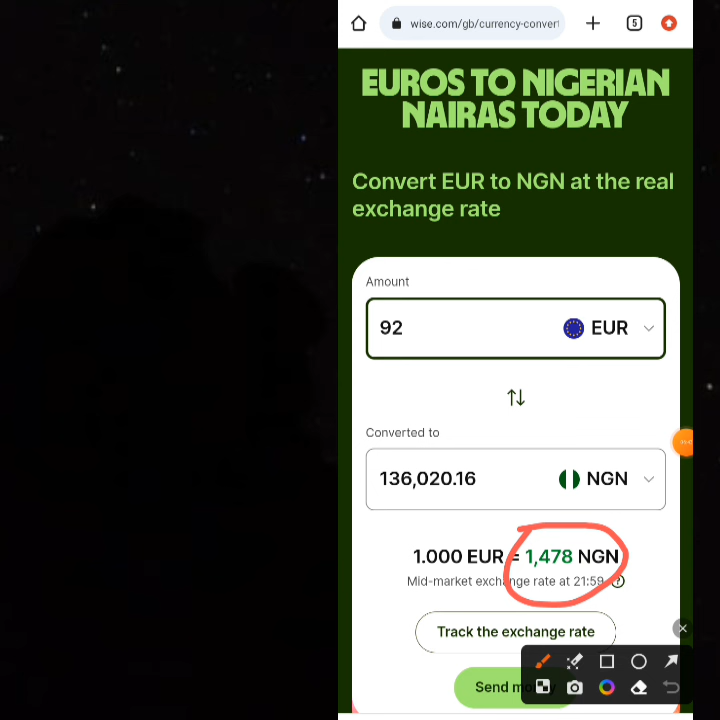 wise.com/gb/currency-convert
5
EUROS TO NIGERIAN
NAIRAS TODAY
Convert EUR to NGN at the real
exchange rate
Amount
92 EUR
Converted to
136,020.16 NGN
1.000 EUR = 1,478 NGN
Mid-market exchange rate at 21:59 ?
Track the exchange rate
Send mo